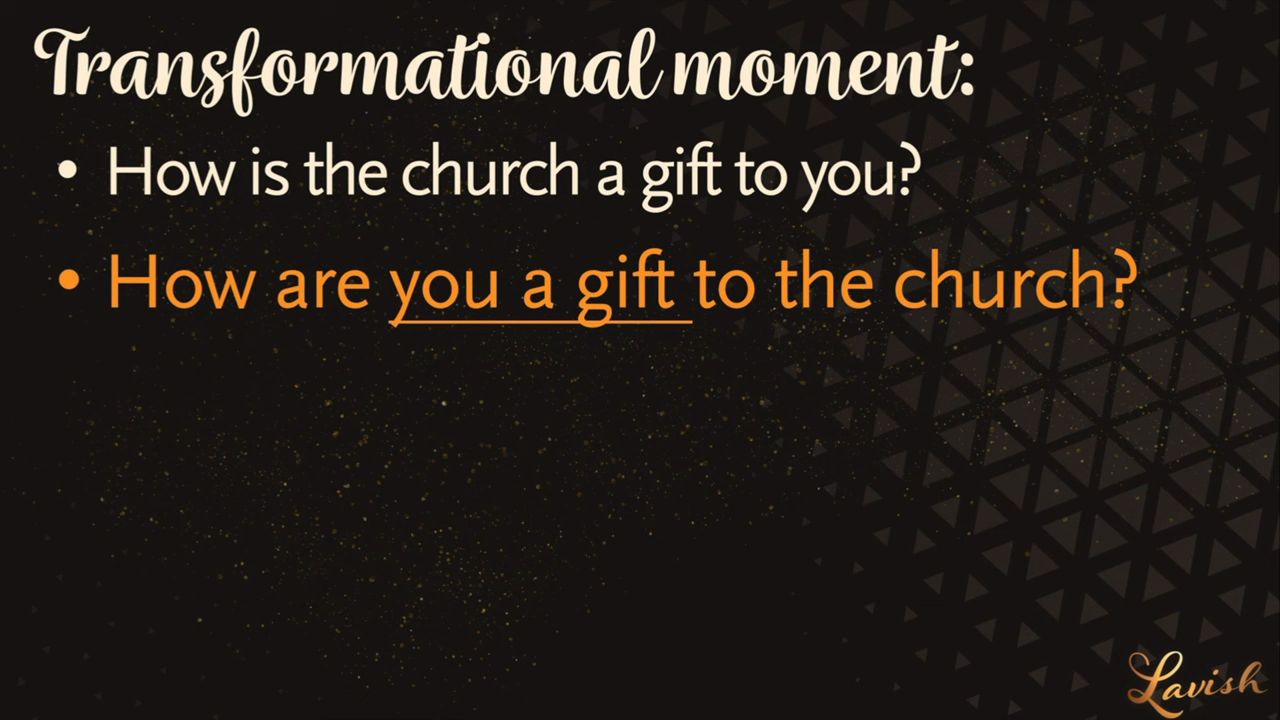 Transformational moment:
• How is the church a gift to you?
• How are you a gift to the church?
Lavish